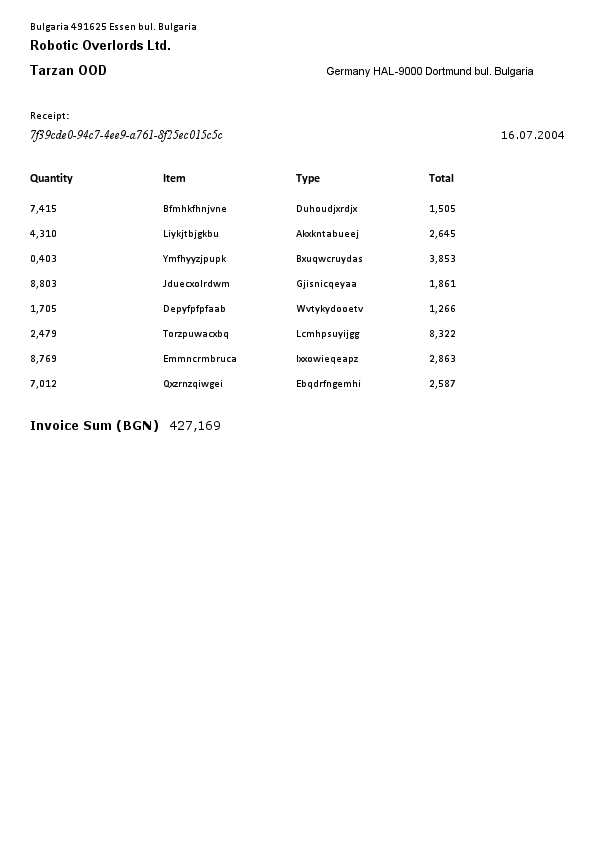 Bulgaria 491625 Essen bul. Bulgaria
Robotic Overlords Ltd.
Tarzan OOD Germany HAL-9000 Dortmund bul. Bulgaria
Receipt:
7f39cde0-94c7-4ee9-a761-8f25ec015c5c 16.07.2004
Quantity Item Type Total
7,415 Bfmhkfhnjvne Duhoudjxrdjx 1,505
4,310 Liykjtbjgkbu Akxkntabueej 2,645
0,403 Ymfhyyzjpupk Bxuqwcruydas 3,853
8,803 Jduecxolrdwm Gjisnicqeyaa 1,861
1,705 Depyfpfpfaab Wvtykydooetv 1,266
2,479 Torzpuwacxbq Lcmhpsuyijgg 8,322
8,769 Emmncrmbruca Ixxowieqeapz 2,863
7,012 Qxzrnzqiwgei Ebqdrfngemhi 2,587
Invoice Sum (BGN) 427,169